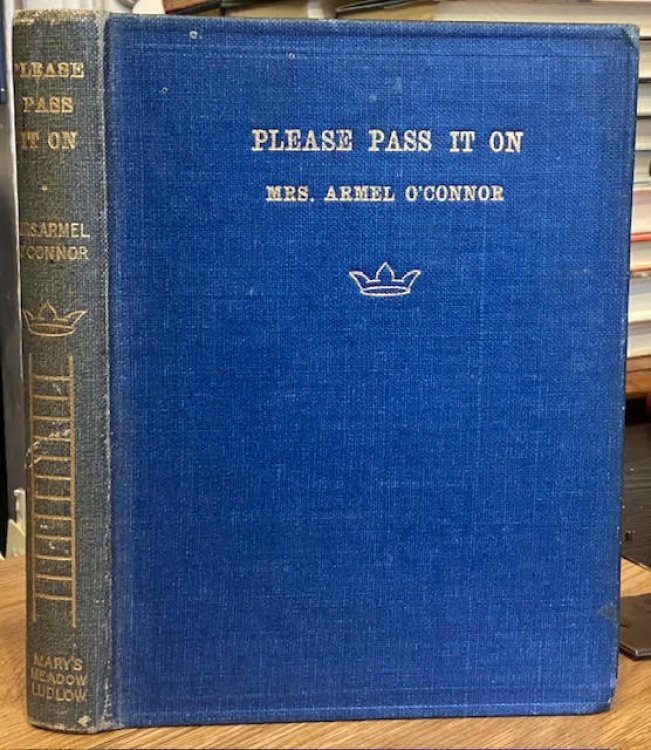 PLEASE
PASS
IT ON
MRS. ARMEL
O'CONNOR
MARY'S
MEADOW
LUDLOW
PLEASE PASS IT ON
MRS. ARMEL O'CONNOR